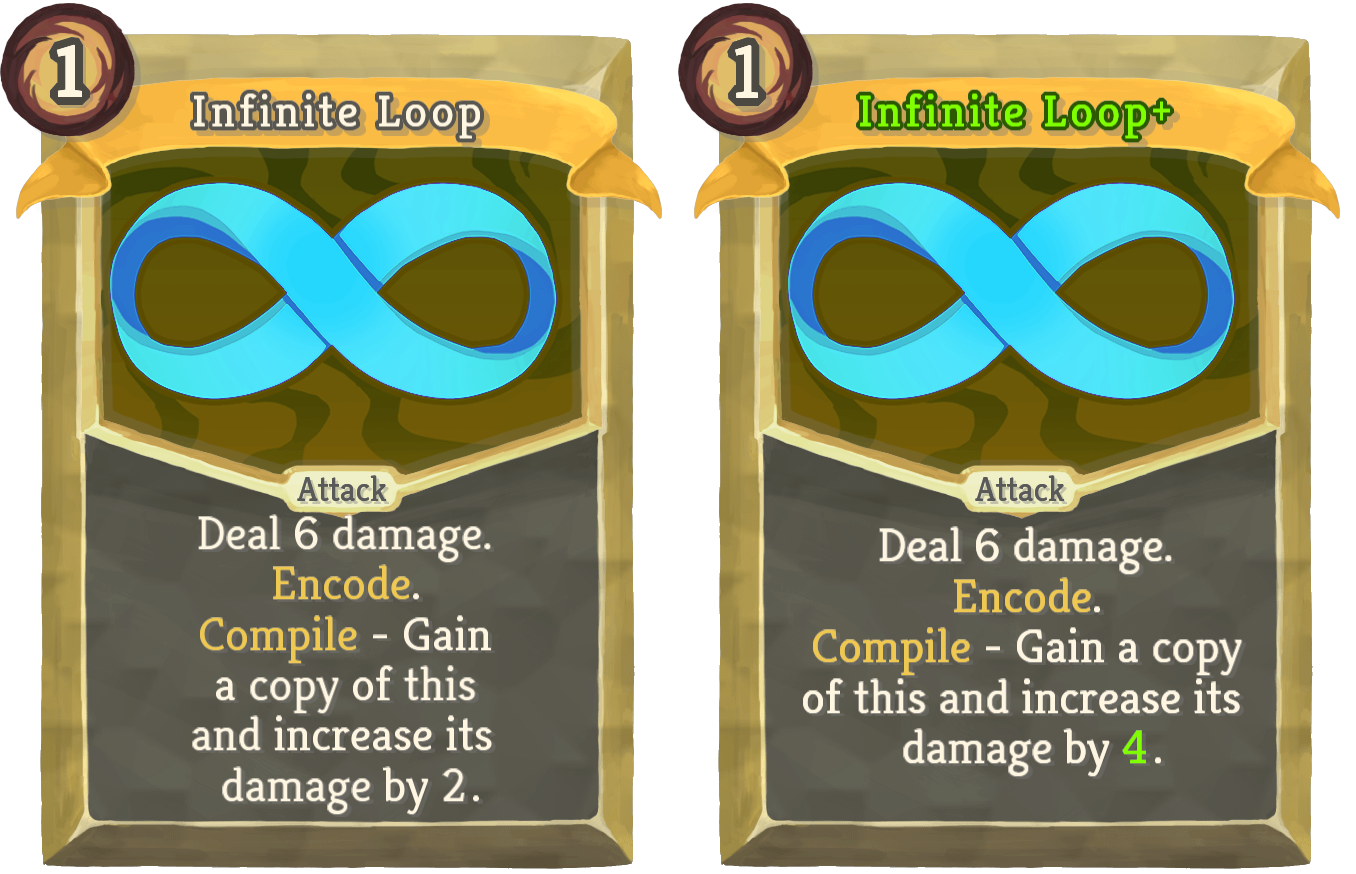 1
Infinite Loop
Attack
Deal 6 damage.
Encode.
Compile - Gain
a copy of this
and increase its
damage by 2.
1
Infinite Loop+
Attack
Deal 6 damage.
Encode.
Compile - Gain a copy
of this and increase its
damage by 4.